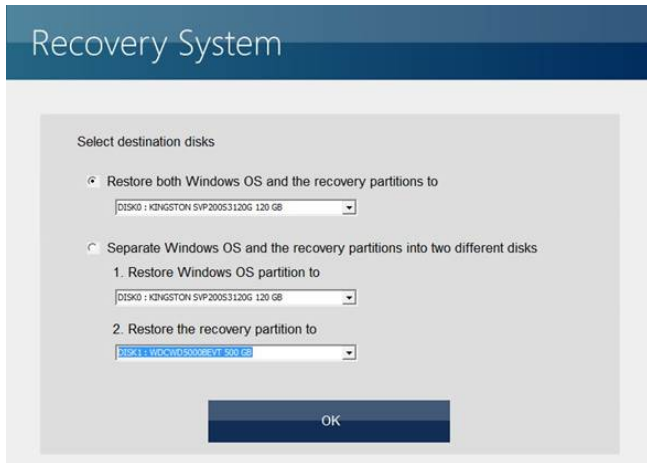 Recovery System
Select destination disks
Restore both Windows OS and the recovery partitions to
DISK0 : KINGSTON SVP200S3120G 120 GB
Separate Windows OS and the recovery partitions into two different disks
1. Restore Windows OS partition to
DISK0 : KINGSTON SVP200S3120G 120 GB
2. Restore the recovery partition to
DISK1 : WDCWD5000BEVT 500 GB
OK